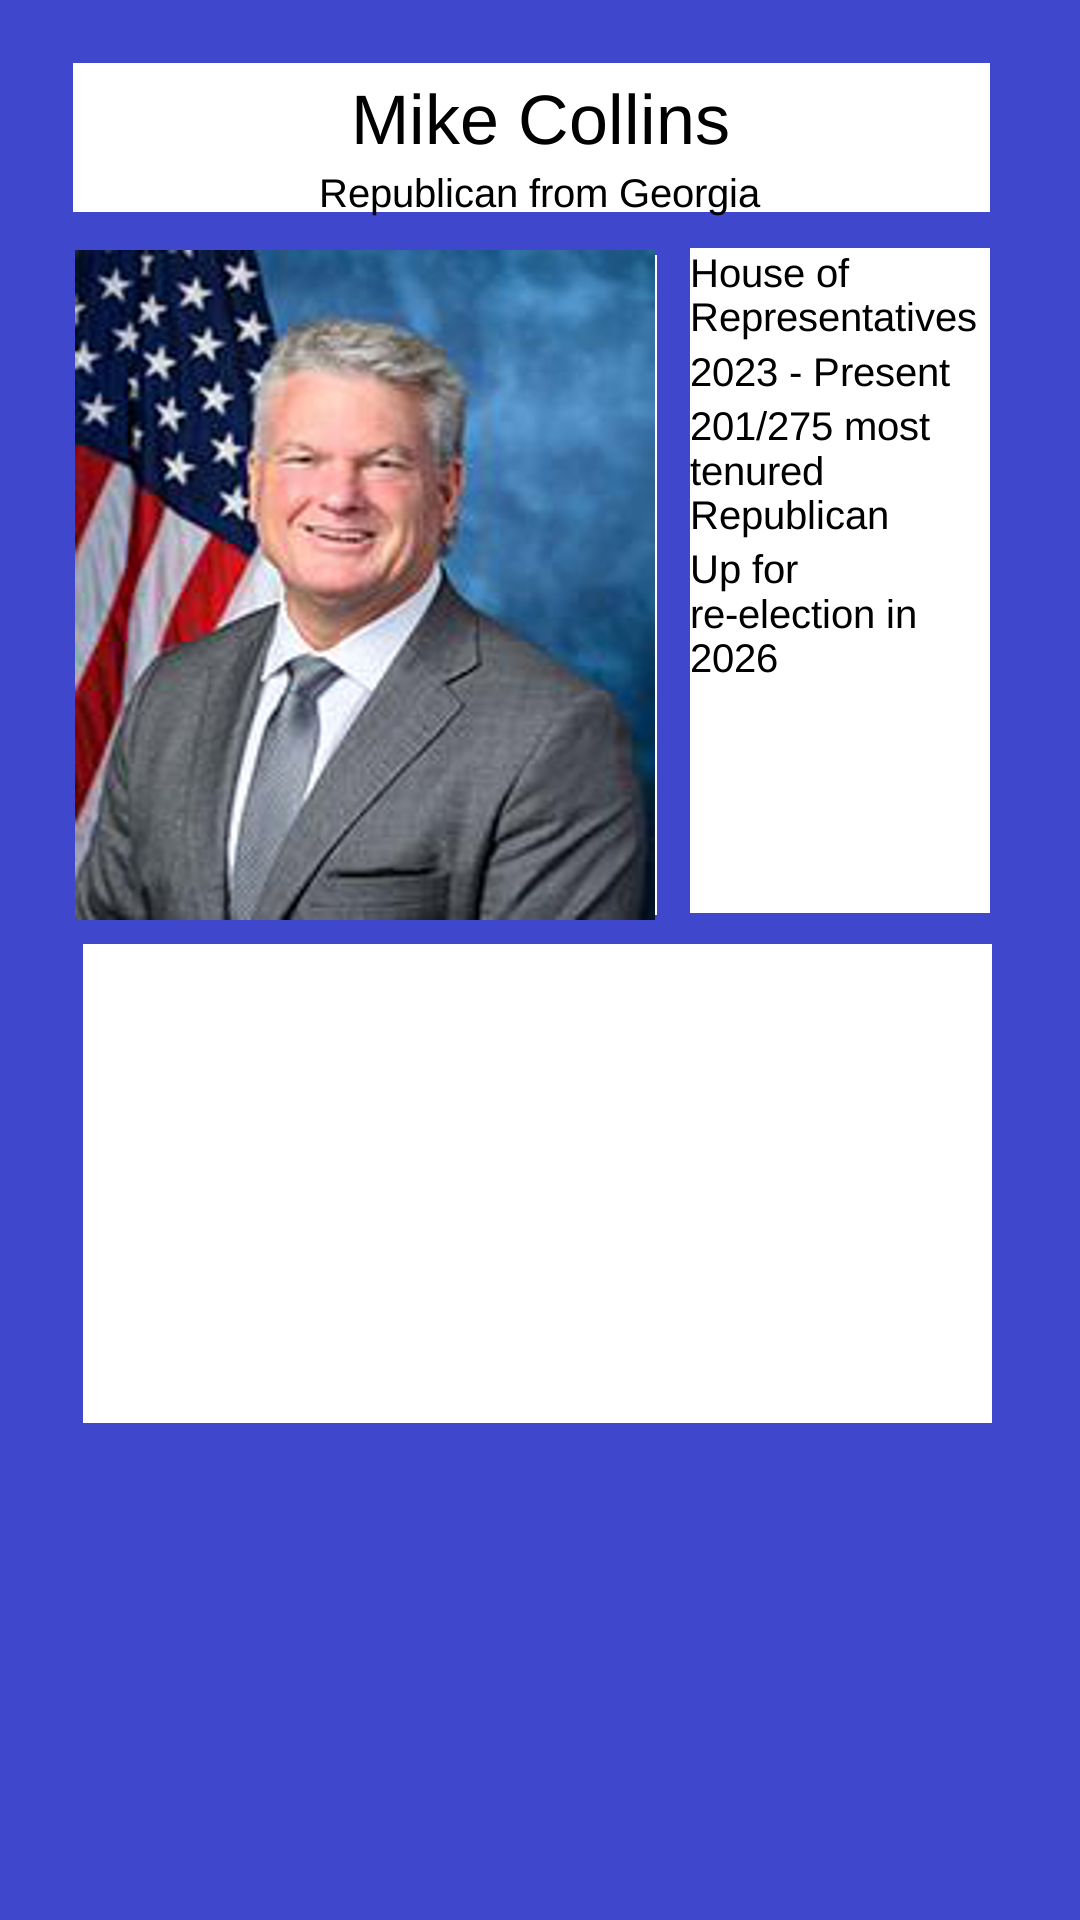 Mike Collins
Republican from Georgia
House of
Representatives
2023 - Present
201/275 most
tenured
Republican
Up for
re-election in
2026